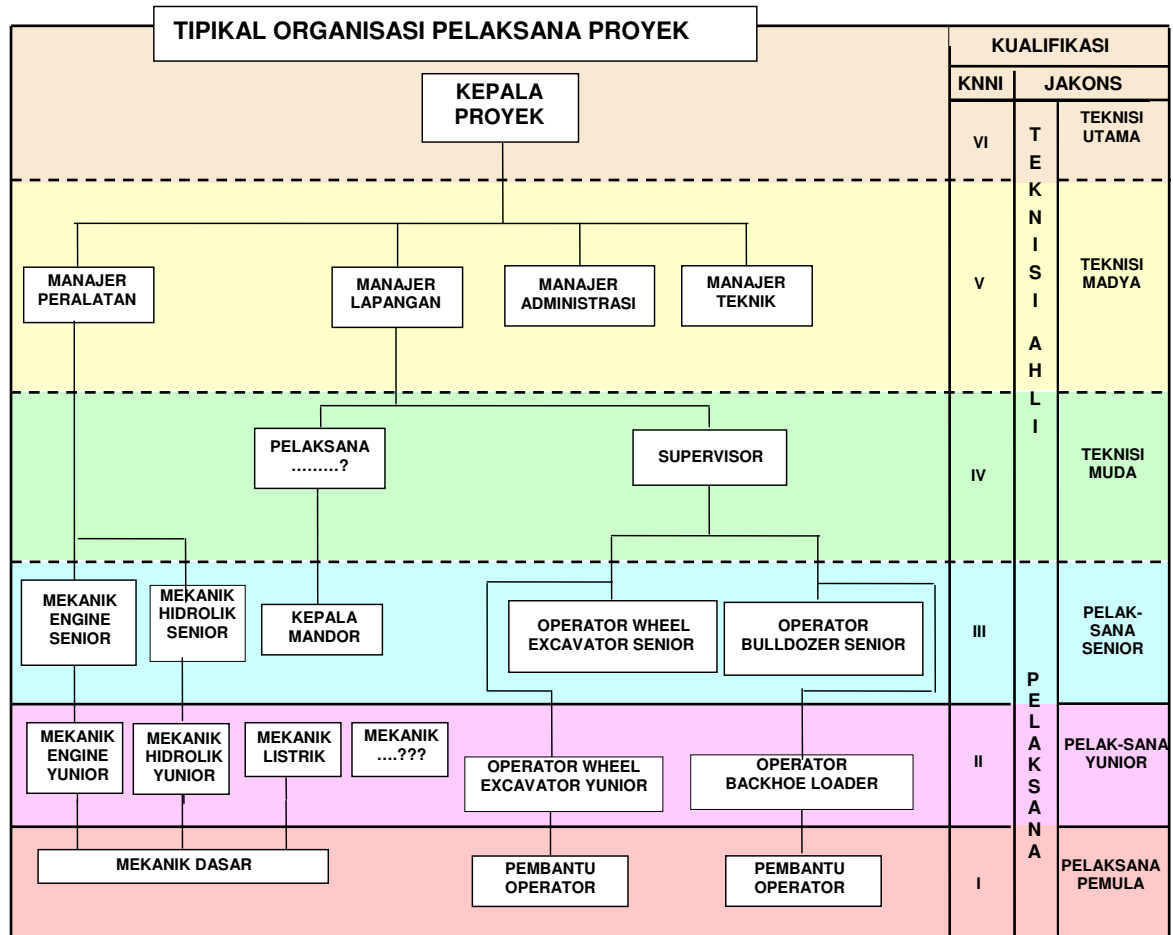 TIPIKAL ORGANISASI PELAKSANA PROYEK
KUALIFIKASI
KNNI
JAKONS
KEPALA
PROYEK
VI
TEKNISI
UTAMA
TEKNISI AHLI
MANAJER
PERALATAN
MANAJER
LAPANGAN
MANAJER
ADMINISTRASI
MANAJER
TEKNIK
V
TEKNISI
MADYA
PELAKSANA
.........?
SUPERVISOR
IV
TEKNISI
MUDA
MEKANIK
ENGINE
SENIOR
MEKANIK
HIDROLIK
SENIOR
KEPALA
MANDOR
OPERATOR WHEEL
EXCAVATOR SENIOR
OPERATOR
BULLDOZER SENIOR
III
PELAK-
SANA
SENIOR
PELAKSANA
MEKANIK
ENGINE
YUNIOR
MEKANIK
HIDROLIK
YUNIOR
MEKANIK
LISTRIK
MEKANIK
....???
OPERATOR WHEEL
EXCAVATOR YUNIOR
OPERATOR
BACKHOE LOADER
II
PELAK-SANA
YUNIOR
MEKANIK DASAR
PEMBANTU
OPERATOR
PEMBANTU
OPERATOR
I
PELAKSANA
PEMULA